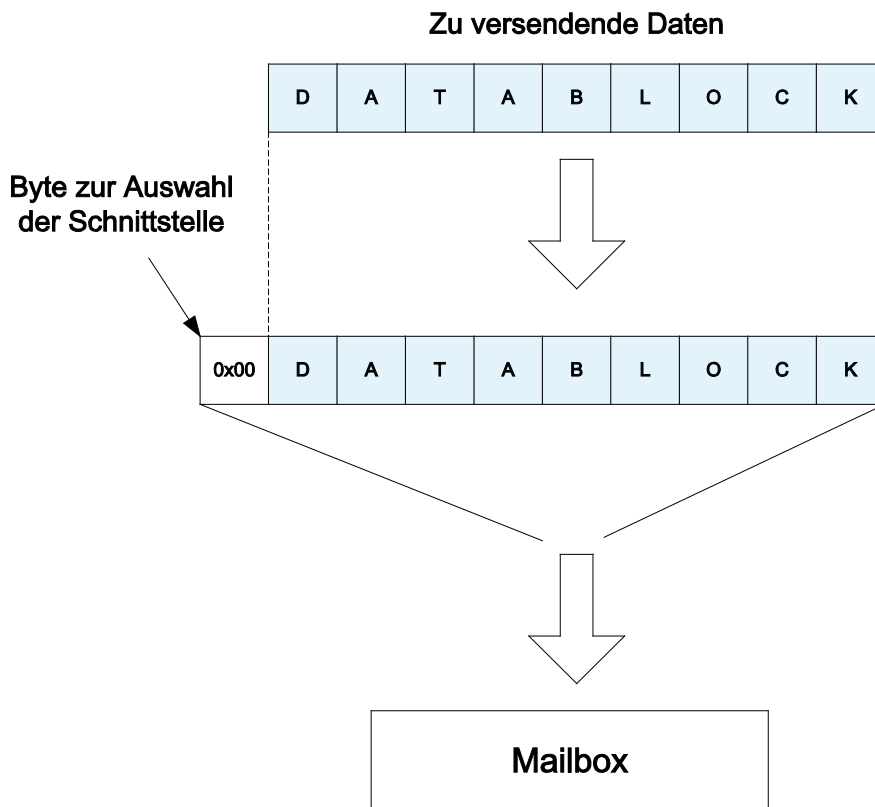 Zu versendende Daten
D A T A B L O C K
Byte zur Auswahl
der Schnittstelle
0x00 D A T A B L O C K
Mailbox